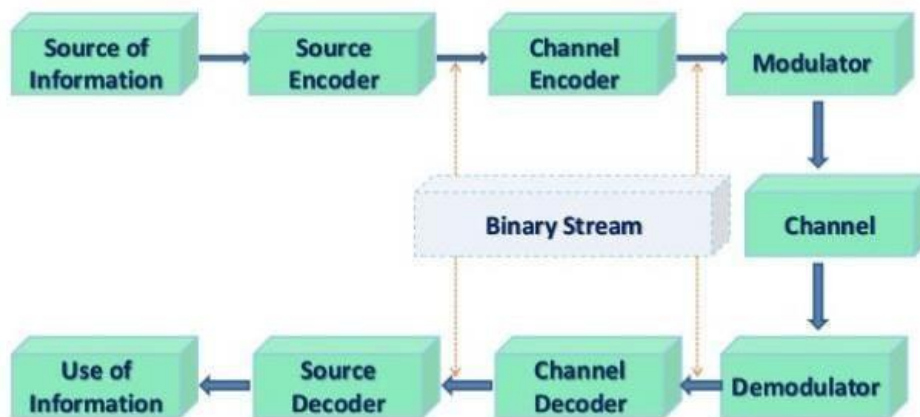 Source of
Information
Source
Encoder
Channel
Encoder
Modulator
Binary Stream
Channel
Use of
Information
Source
Decoder
Channel
Decoder
Demodulator